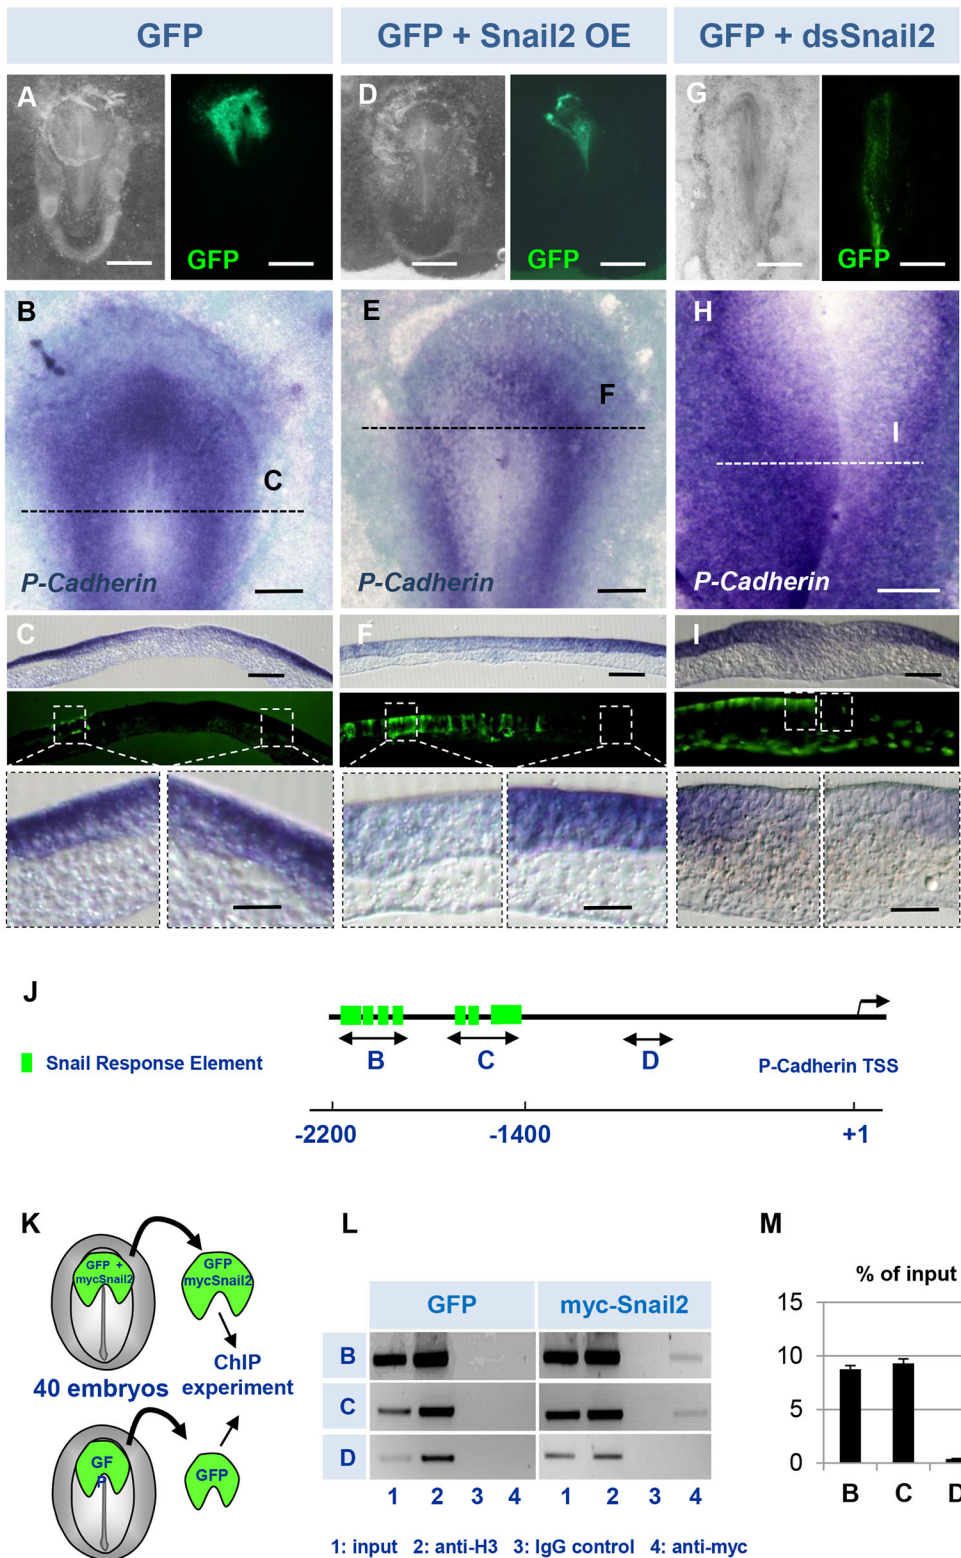 GFP
GFP + Snail2 OE
GFP + dsSnail2
A
D
G
GFP
GFP
GFP
B
E
H
F
I
C
P-Cadherin
P-Cadherin
P-Cadherin
C
F
I
J
B
C
D
Snail Response Element
P-Cadherin TSS
-2200
-1400
+1
K
L
M
GFP +
mycSnail2
GFP
mycSnail2
ChIP
experiment
40 embryos
GF
P
GFP
GFP
myc-Snail2
B
C
D
1 2 3 4 1 2 3 4
1: input 2: anti-H3 3: IgG control 4: anti-myc
% of input
15
10
5
0
B C D